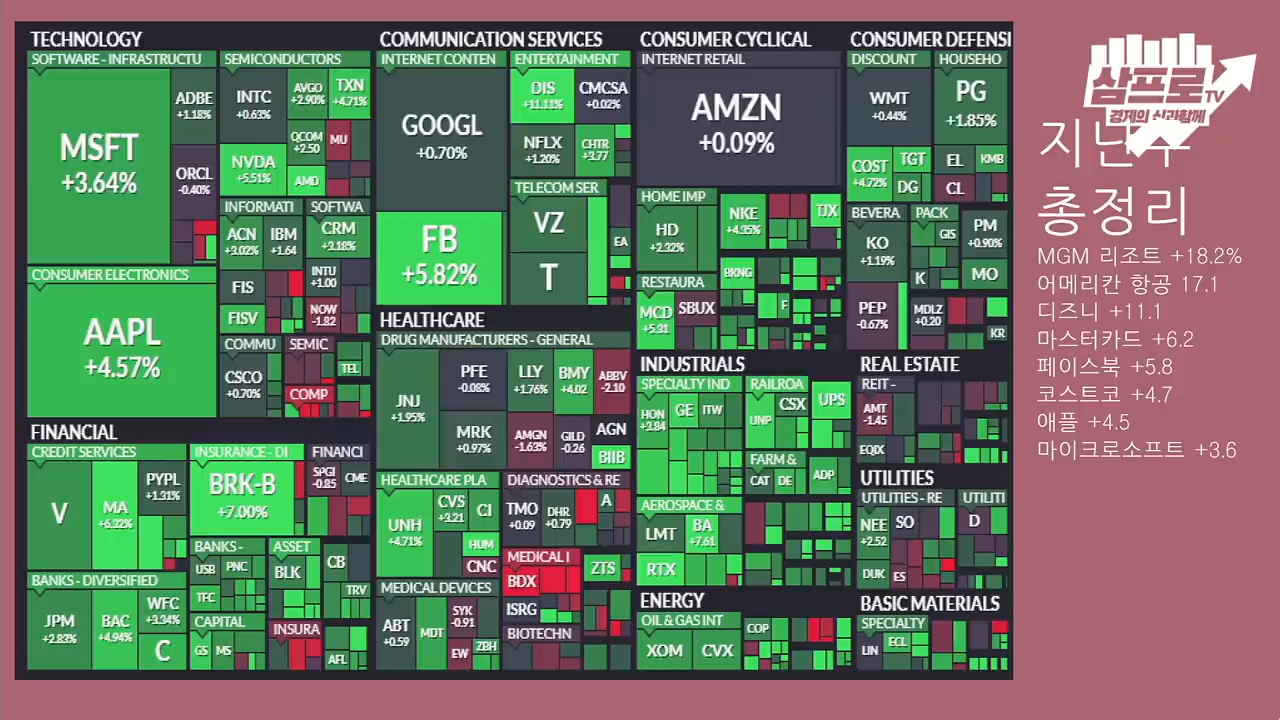 TECHNOLOGY
SOFTWARE - INFRASTRUCTU
MSFT
+3.64%
ADBE
+1.18%
ORCL
-0.40%
CONSUMER ELECTRONICS
AAPL
+4.57%
SEMICONDUCTORS
INTC
+0.63%
AVGO
+2.90%
TXN
+4.71%
QCOM
+2.50
MU
NVDA
+5.51%
AMD
INFORMATI
ACN
+3.02%
IBM
+1.64
FIS
FISV
SOFTWA
CRM
+3.18%
INTU
+1.00
NOW
-1.82
COMMU
CSCO
+0.70%
SEMIC
TEL
COMP
FINANCIAL
CREDIT SERVICES
V
MA
+6.32%
PYPL
+1.31%
BANKS - DIVERSIFIED
JPM
+2.83%
BAC
+4.94%
WFC
+3.34%
C
INSURANCE - DI
BRK-B
+7.00%
FINANCI
SPGI
-0.85
CME
BANKS -
USB
PNC
TFC
ASSET
BLK
CB
TRV
CAPITAL
GS
MS
INSURA
AFL
COMMUNICATION SERVICES
INTERNET CONTEN
GOOGL
+0.70%
FB
+5.82%
ENTERTAINMENT
DIS
+11.11%
CMCSA
+0.02%
NFLX
+1.20%
CHTR
+3.77
TELECOM SER
VZ
T
EA
HEALTHCARE
DRUG MANUFACTURERS - GENERAL
JNJ
+1.95%
PFE
-0.08%
LLY
+1.76%
BMY
+4.02
ABBV
-2.10
MRK
+0.97%
AMGN
-1.63%
GILD
-0.26
AGN
BIIB
HEALTHCARE PLA
UNH
+4.71%
CVS
+3.21
CI
HUM
CNC
DIAGNOSTICS & RE
TMO
+0.09
DHR
+0.79
A
MEDICAL I
BDX
ISRG
ZTS
MEDICAL DEVICES
ABT
+0.59
MDT
SYK
-0.91
EW
ZBH
BIOTECHN
CONSUMER CYCLICAL
INTERNET RETAIL
AMZN
+0.09%
HOME IMP
HD
+2.32%
NKE
+4.35%
TJX
RESTAURA
MCD
+5.31
SBUX
BKNG
F
INDUSTRIALS
SPECIALTY IND
HON
+3.84
GE
ITW
RAILROA
UNP
CSX
UPS
FARM &
CAT
DE
ADP
AEROSPACE &
LMT
BA
+7.61
RTX
ENERGY
OIL & GAS INT
XOM
CVX
COP
CONSUMER DEFENSI
DISCOUNT
WMT
+0.44%
COST
+4.72%
TGT
DG
HOUSEHO
PG
+1.85%
EL
KMB
CL
BEVERA
KO
+1.19%
PEP
-0.67%
PACK
GIS
K
MDLZ
+0.20
PM
+0.90%
MO
KR
REAL ESTATE
REIT -
AMT
-1.45
EQIX
UTILITIES
UTILITIES - RE
NEE
+2.52
SO
DUK
ES
UTILITI
D
BASIC MATERIALS
SPECIALTY
LIN
ECL
삼프로TV
경제의 신과함께
지난주
총정리
MGM 리조트 +18.2%
어메리칸 항공 17.1
디즈니 +11.1
마스터카드 +6.2
페이스북 +5.8
코스트코 +4.7
애플 +4.5
마이크로소프트 +3.6